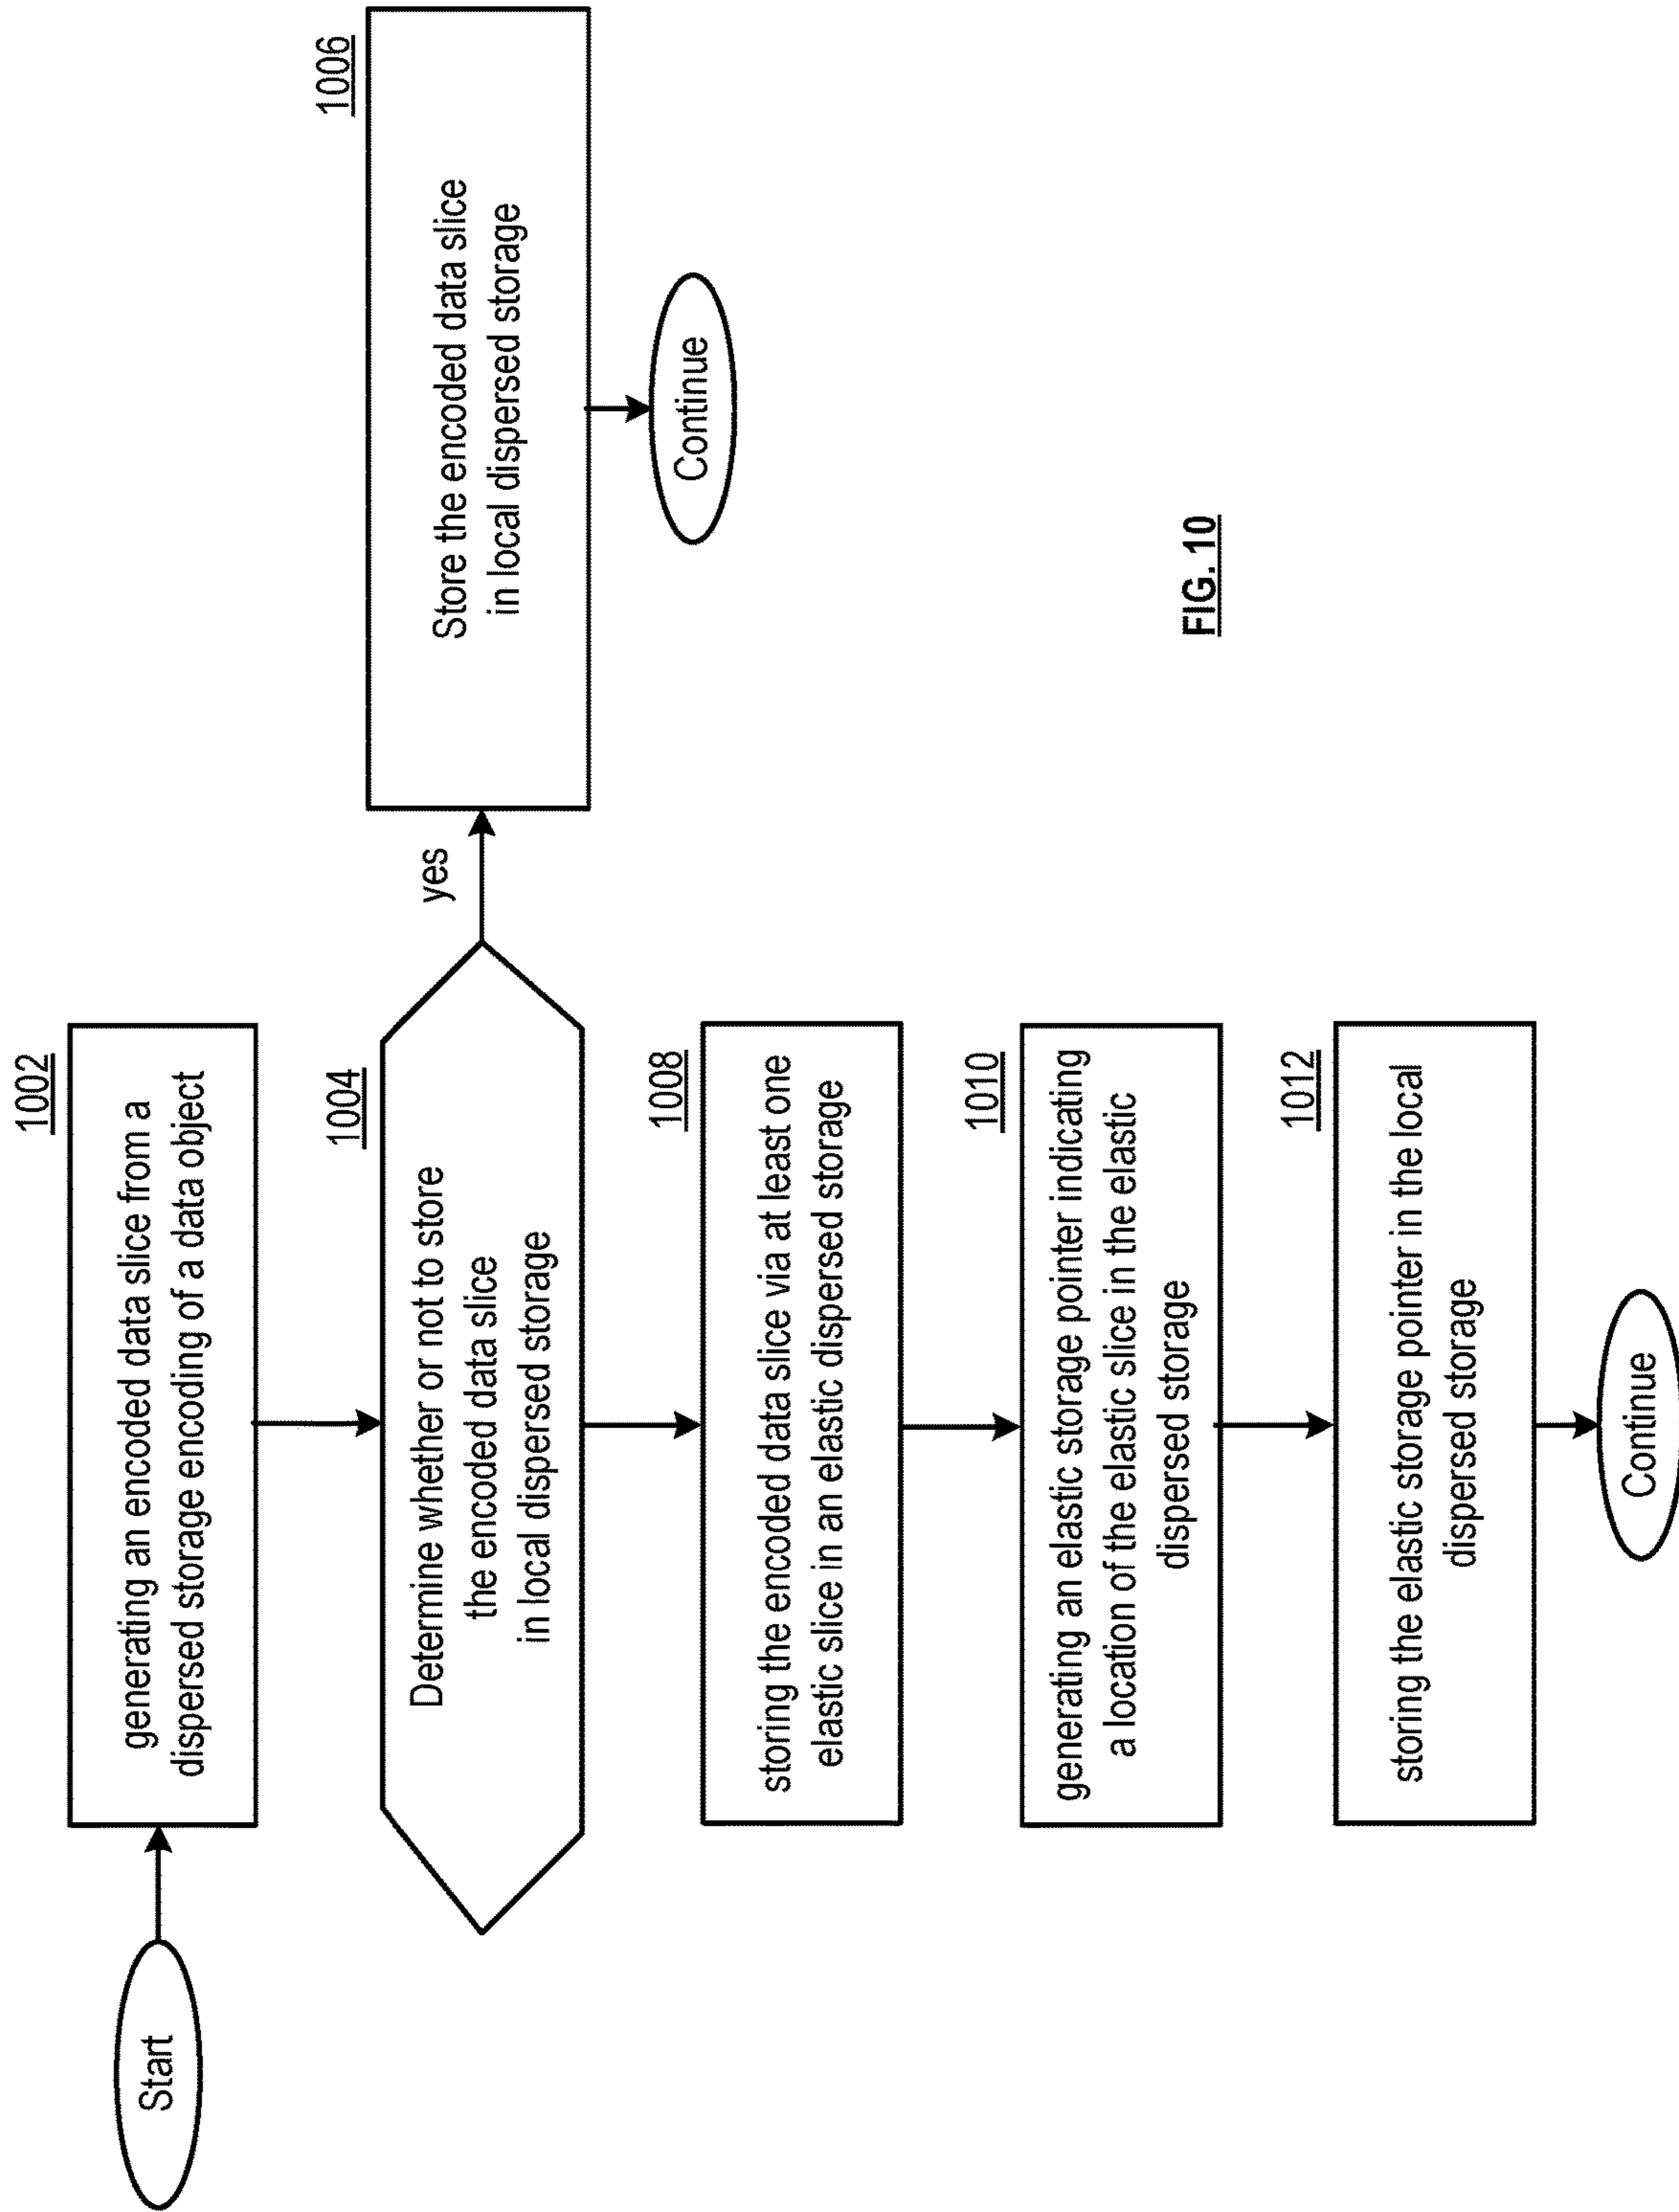 Start
1002
generating an encoded data slice from a
dispersed storage encoding of a data object
1004
Determine whether or not to store
the encoded data slice
in local dispersed storage
yes
1006
Store the encoded data slice
in local dispersed storage
Continue
1008
storing the encoded data slice via at least one
elastic slice in an elastic dispersed storage
1010
generating an elastic storage pointer indicating
a location of the elastic slice in the elastic
dispersed storage
1012
storing the elastic storage pointer in the local
dispersed storage
Continue
FIG. 10